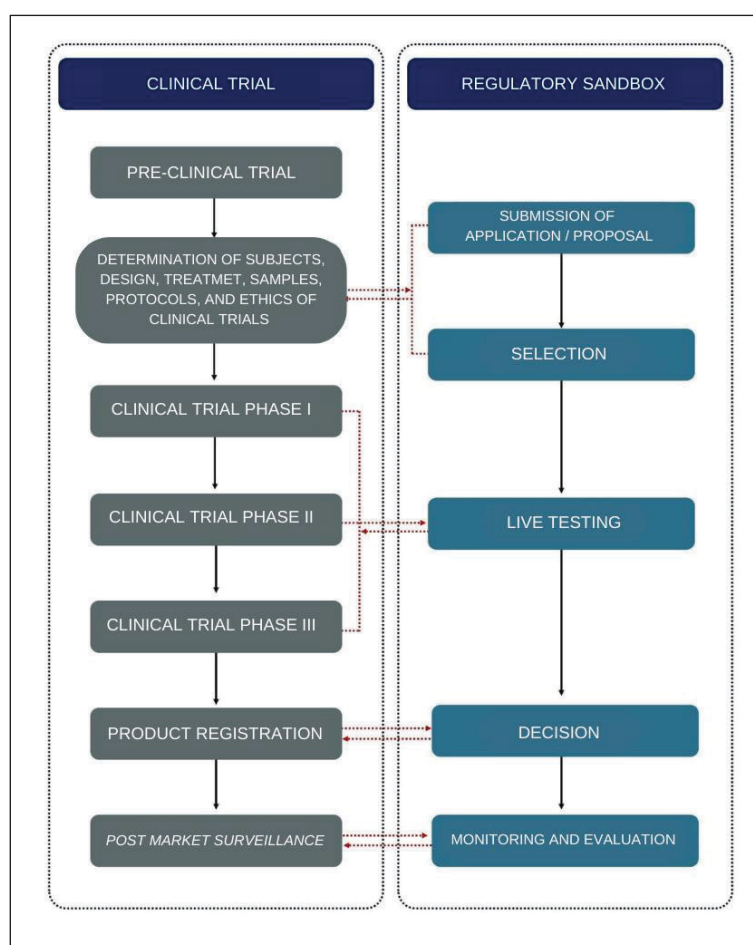 CLINICAL TRIAL
PRE-CLINICAL TRIAL
DETERMINATION OF SUBJECTS,
DESIGN, TREATMET, SAMPLES,
PROTOCOLS, AND ETHICS OF
CLINICAL TRIALS
CLINICAL TRIAL PHASE I
CLINICAL TRIAL PHASE II
CLINICAL TRIAL PHASE III
PRODUCT REGISTRATION
POST MARKET SURVEILLANCE
REGULATORY SANDBOX
SUBMISSION OF
APPLICATION / PROPOSAL
SELECTION
LIVE TESTING
DECISION
MONITORING AND EVALUATION